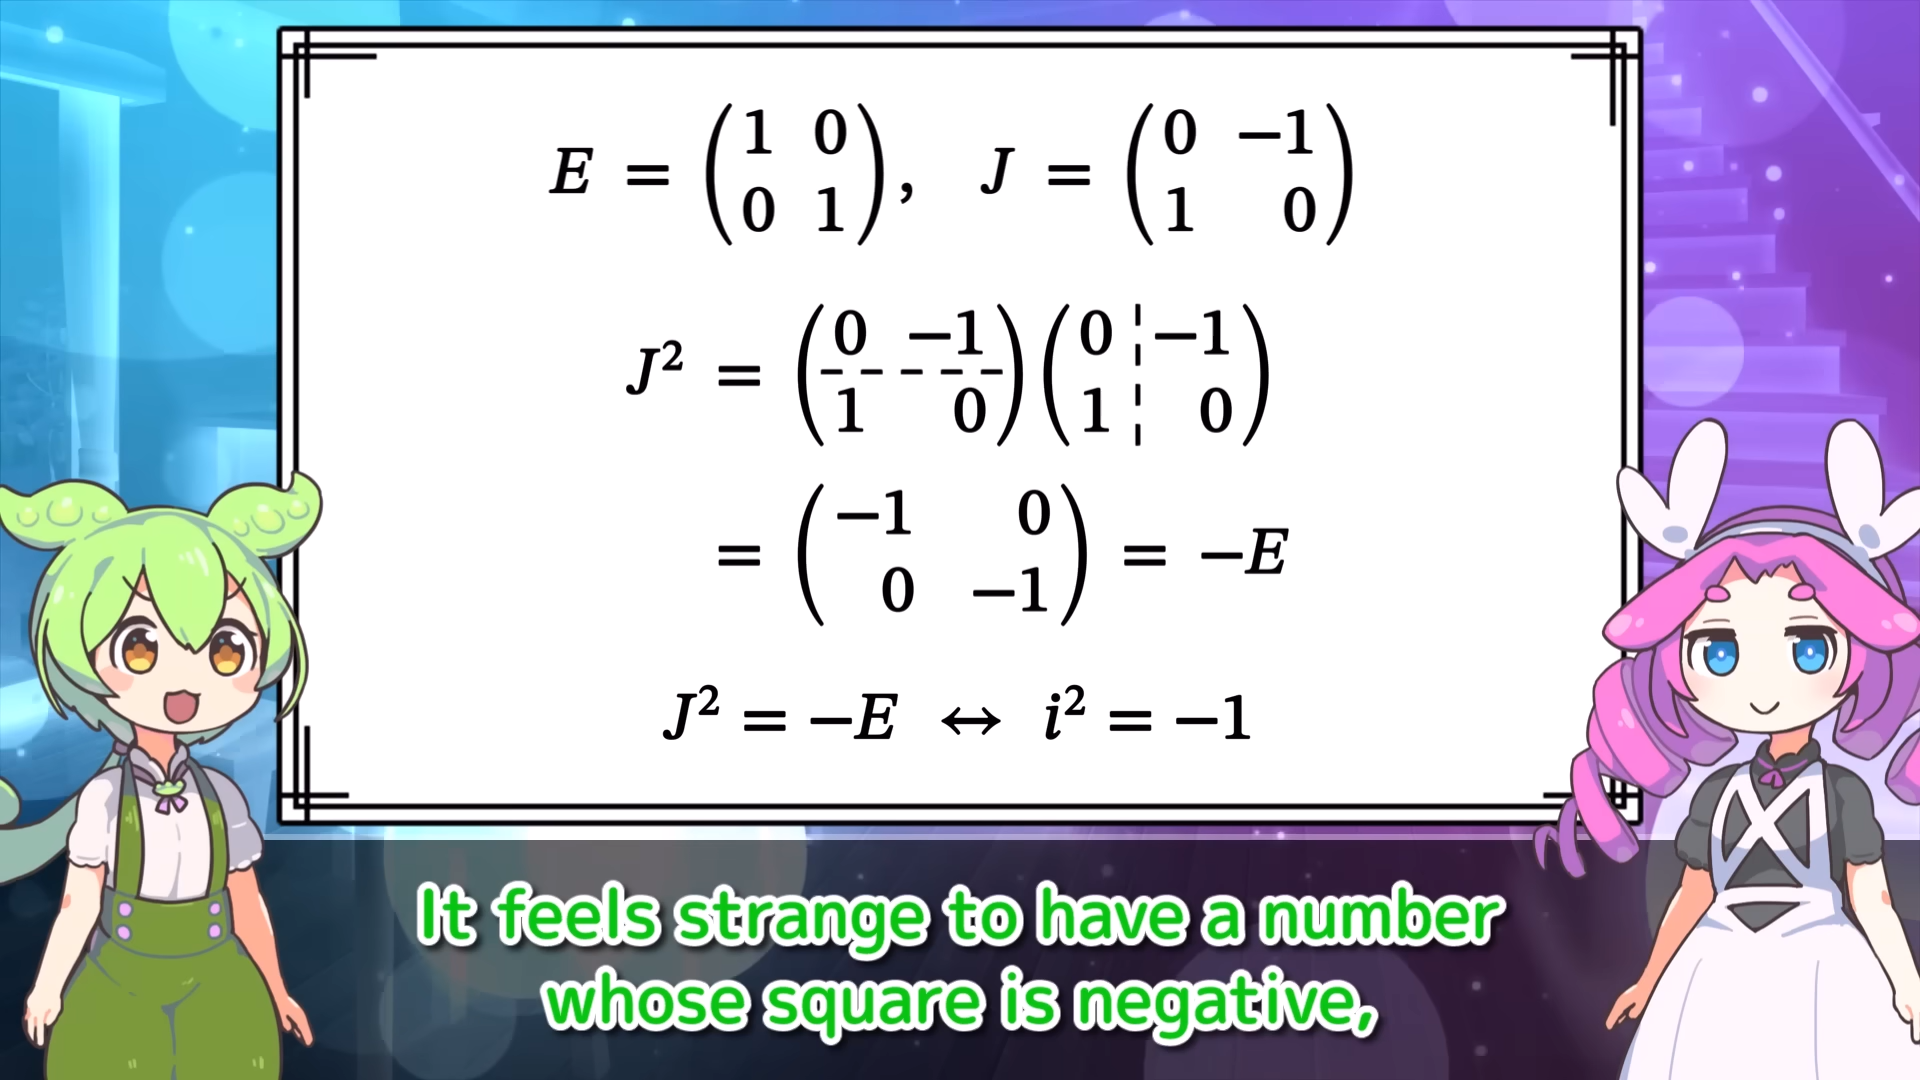 E = ( 1 0 0 1 ), J = ( 0 −1 1 0 )
J² = ( 0 −1 1 0 ) ( 0 −1 1 0 )
= ( −1 0 0 −1 ) = −E
J² = −E ↔ i² = −1
It feels strange to have a number
whose square is negative,